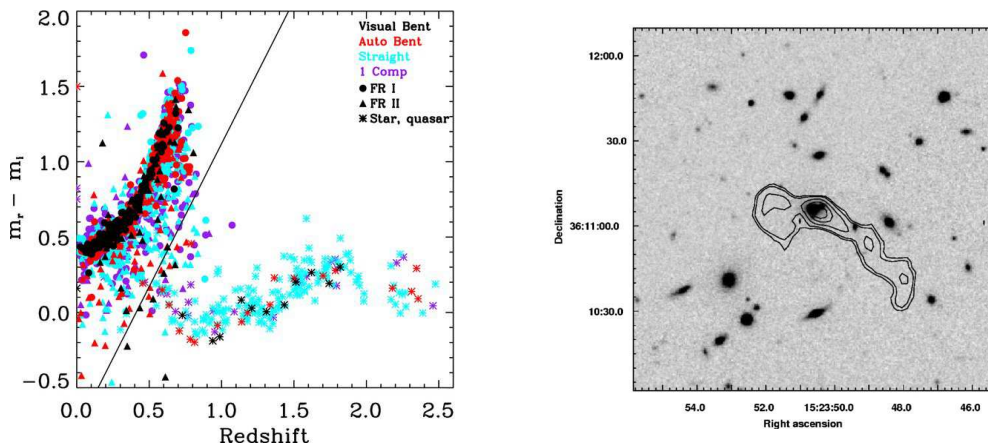 2.0
1.5
1.0
0.5
0.0
−0.5
m_r − m_i
0.0 0.5 1.0 1.5 2.0 2.5
Redshift
Visual Bent
Auto Bent
Straight
1 Comp
FR I
FR II
Star, quasar
12:00.0
30.0
36:11:00.0
10:30.0
Declination
54.0 52.0 15:23:50.0 48.0 46.0
Right ascension